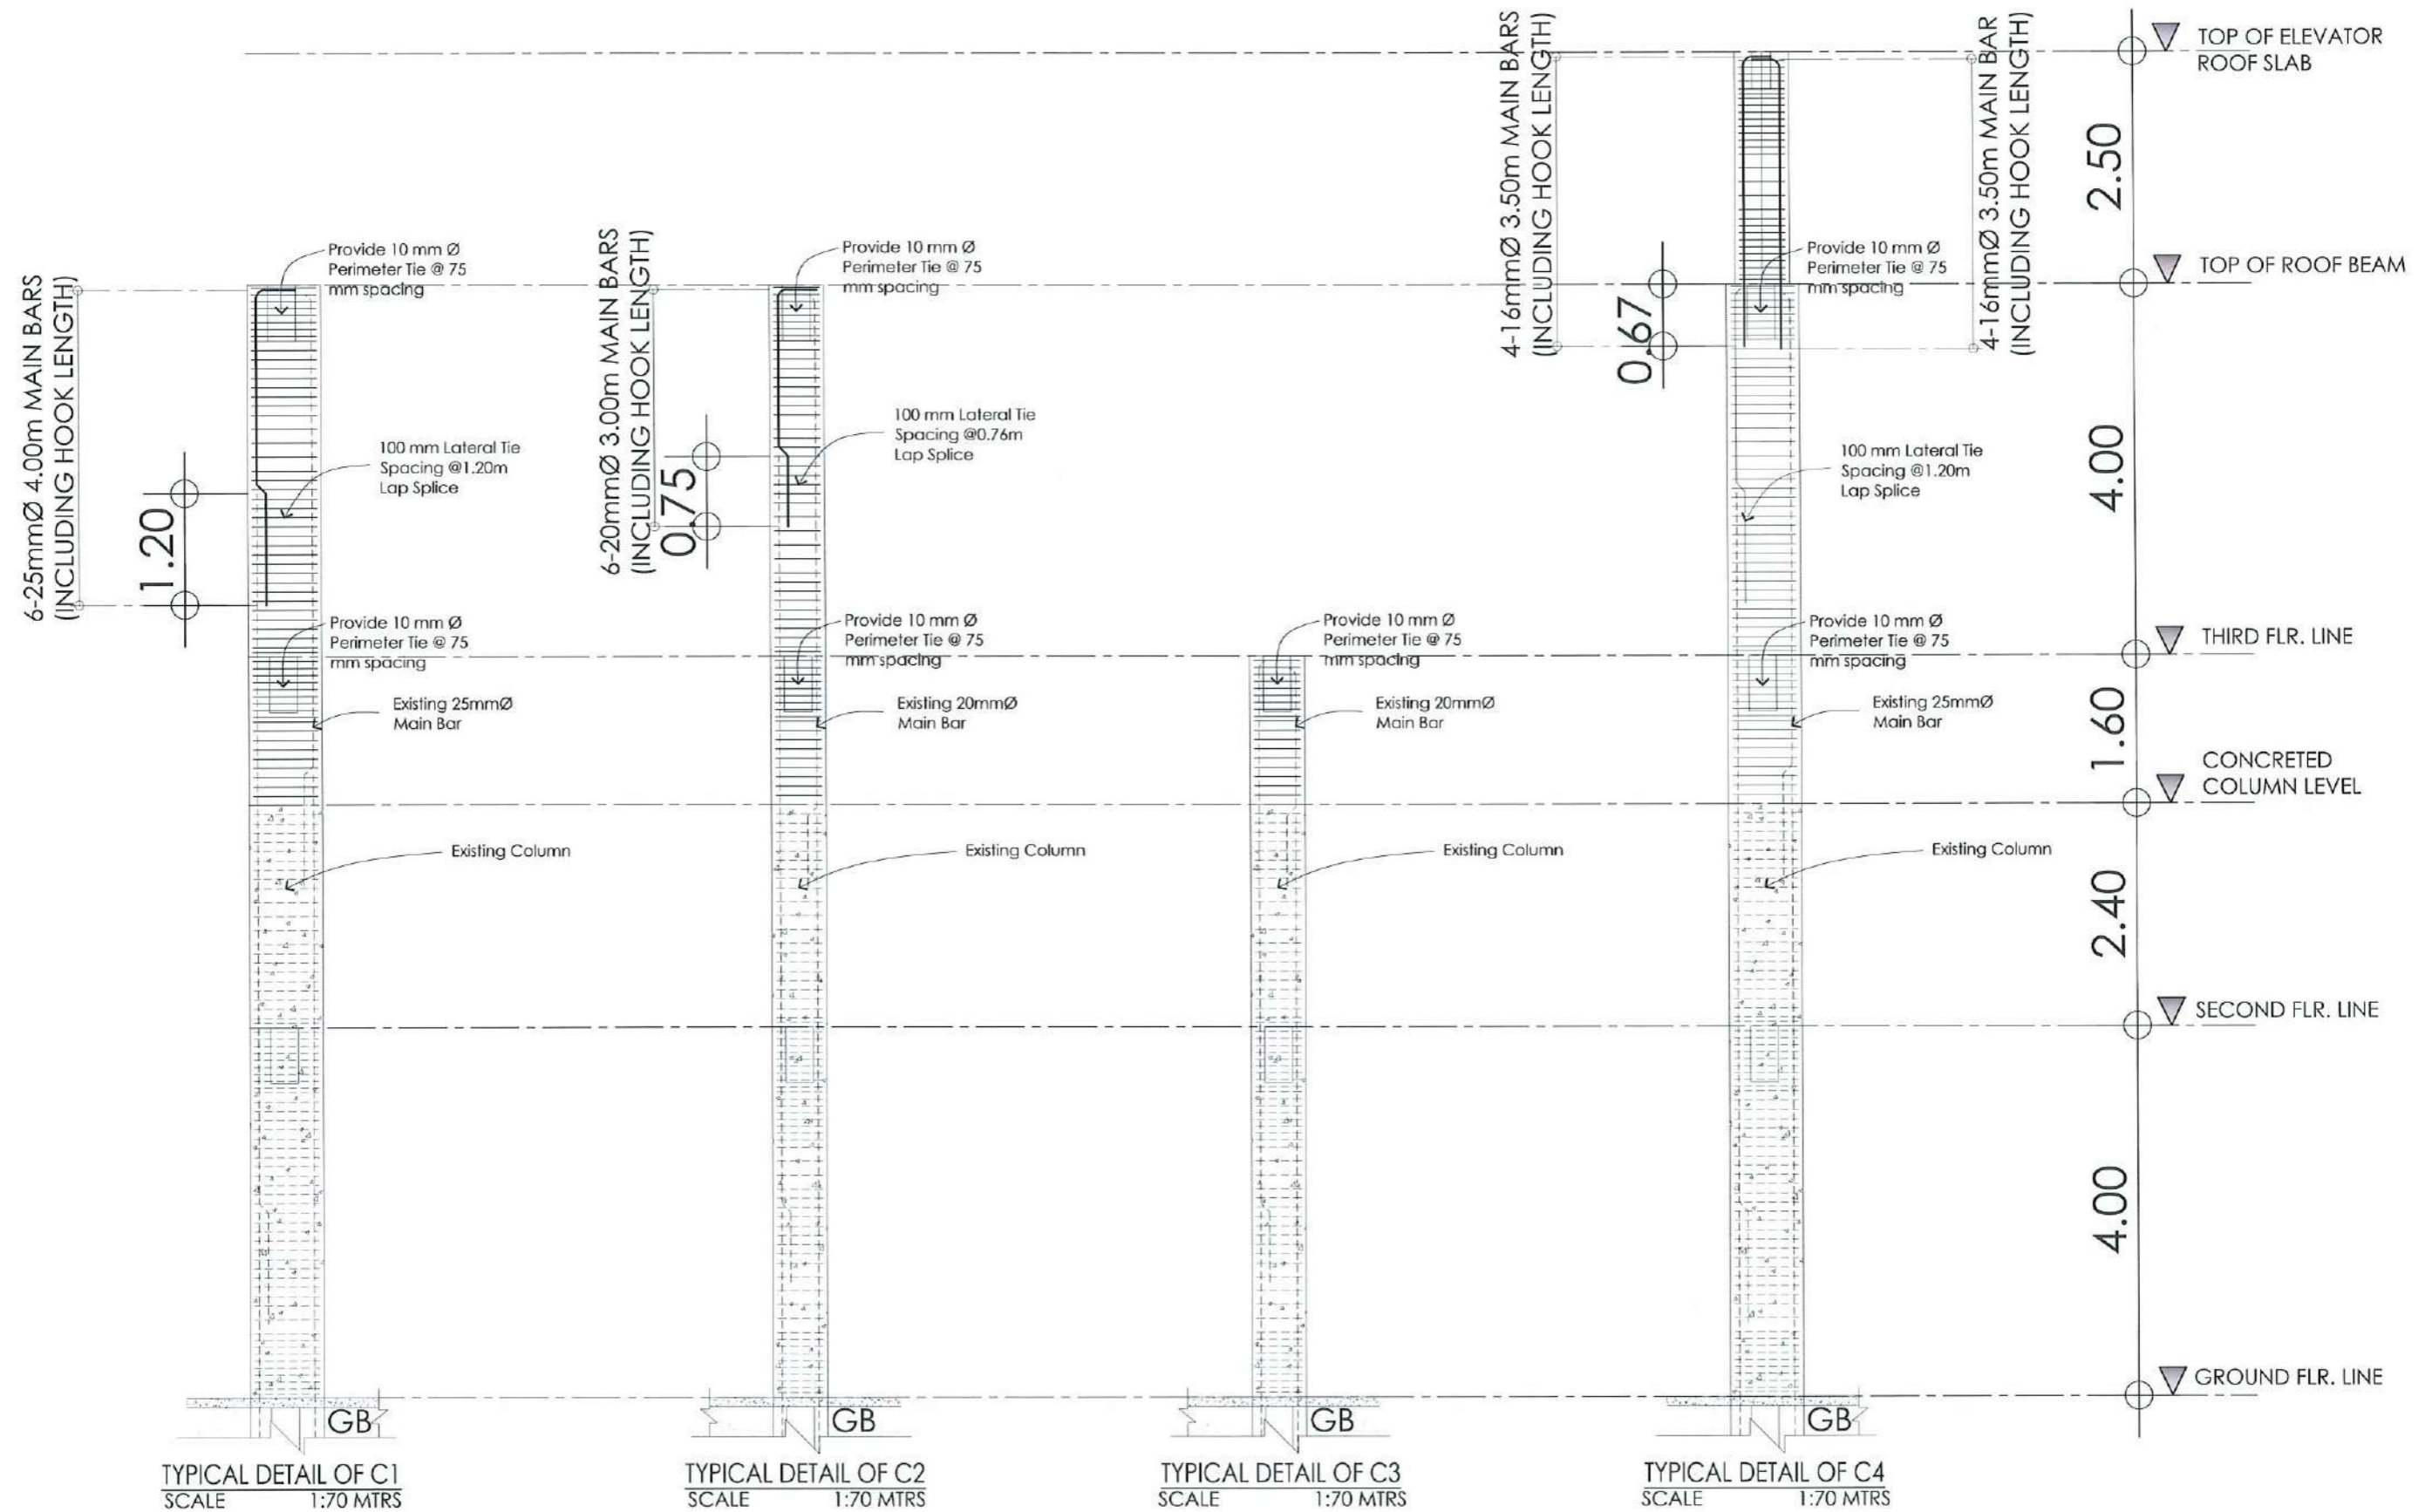 4-16mmØ 3.50m MAIN BARS
(INCLUDING HOOK LENGTH)
4-16mmØ 3.50m MAIN BAR
(INCLUDING HOOK LENGTH)
TOP OF ELEVATOR
ROOF SLAB
2.50
6-25mmØ 4.00m MAIN BARS
(INCLUDING HOOK LENGTH)
Provide 10 mm Ø
Perimeter Tie @ 75
mm spacing
6-20mmØ 3.00m MAIN BARS
(INCLUDING HOOK LENGTH)
Provide 10 mm Ø
Perimeter Tie @ 75
mm spacing
0.67
Provide 10 mm Ø
Perimeter Tie @ 75
mm spacing
TOP OF ROOF BEAM
100 mm Lateral Tie
Spacing @1.20m
Lap Splice
1.20
100 mm Lateral Tie
Spacing @0.76m
Lap Splice
0.75
100 mm Lateral Tie
Spacing @1.20m
Lap Splice
4.00
Provide 10 mm Ø
Perimeter Tie @ 75
mm spacing
Provide 10 mm Ø
Perimeter Tie @ 75
mm spacing
Provide 10 mm Ø
Perimeter Tie @ 75
mm spacing
Provide 10 mm Ø
Perimeter Tie @ 75
mm spacing
THIRD FLR. LINE
Existing 25mmØ
Main Bar
Existing 20mmØ
Main Bar
Existing 20mmØ
Main Bar
Existing 25mmØ
Main Bar
1.60
CONCRETED
COLUMN LEVEL
Existing Column
Existing Column
Existing Column
Existing Column
2.40
SECOND FLR. LINE
4.00
GROUND FLR. LINE
GB
GB
GB
GB
TYPICAL DETAIL OF C1
SCALE 1:70 MTRS
TYPICAL DETAIL OF C2
SCALE 1:70 MTRS
TYPICAL DETAIL OF C3
SCALE 1:70 MTRS
TYPICAL DETAIL OF C4
SCALE 1:70 MTRS